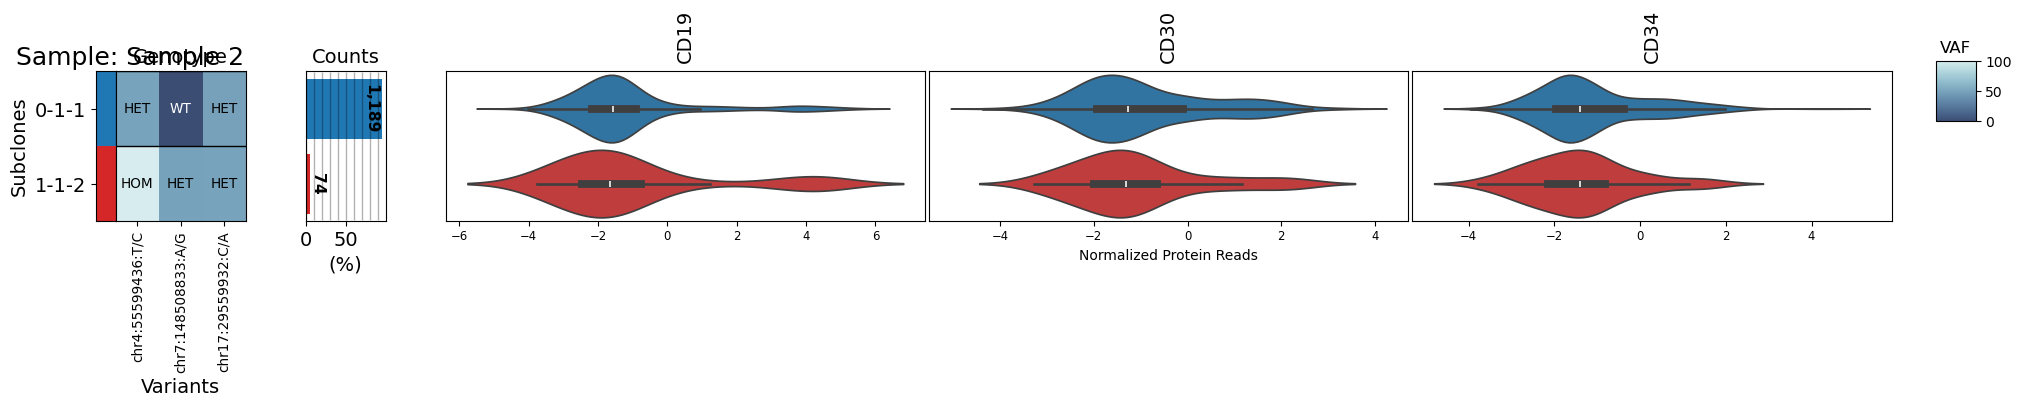 Sample: Sample 2
Genotype
Counts
CD19
CD30
CD34
VAF
100
50
0
Subclones
0-1-1
HET
WT
HET
1,189
1-1-2
HOM
HET
HET
74
chr4:55599436:T/C
chr7:148508833:A/G
chr17:29559932:C/A
Variants
0
50
(%)
−6
−4
−2
0
2
4
6
−4
−2
0
2
4
−4
−2
0
2
4
Normalized Protein Reads